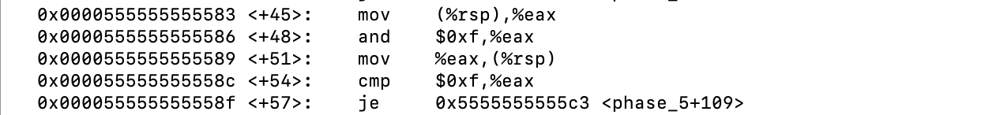 0x0000555555555583 <+45>: mov (%rsp),%eax
0x0000555555555586 <+48>: and $0xf,%eax
0x0000555555555589 <+51>: mov %eax,(%rsp)
0x000055555555558c <+54>: cmp $0xf,%eax
0x000055555555558f <+57>: je 0x5555555555c3 <phase_5+109>